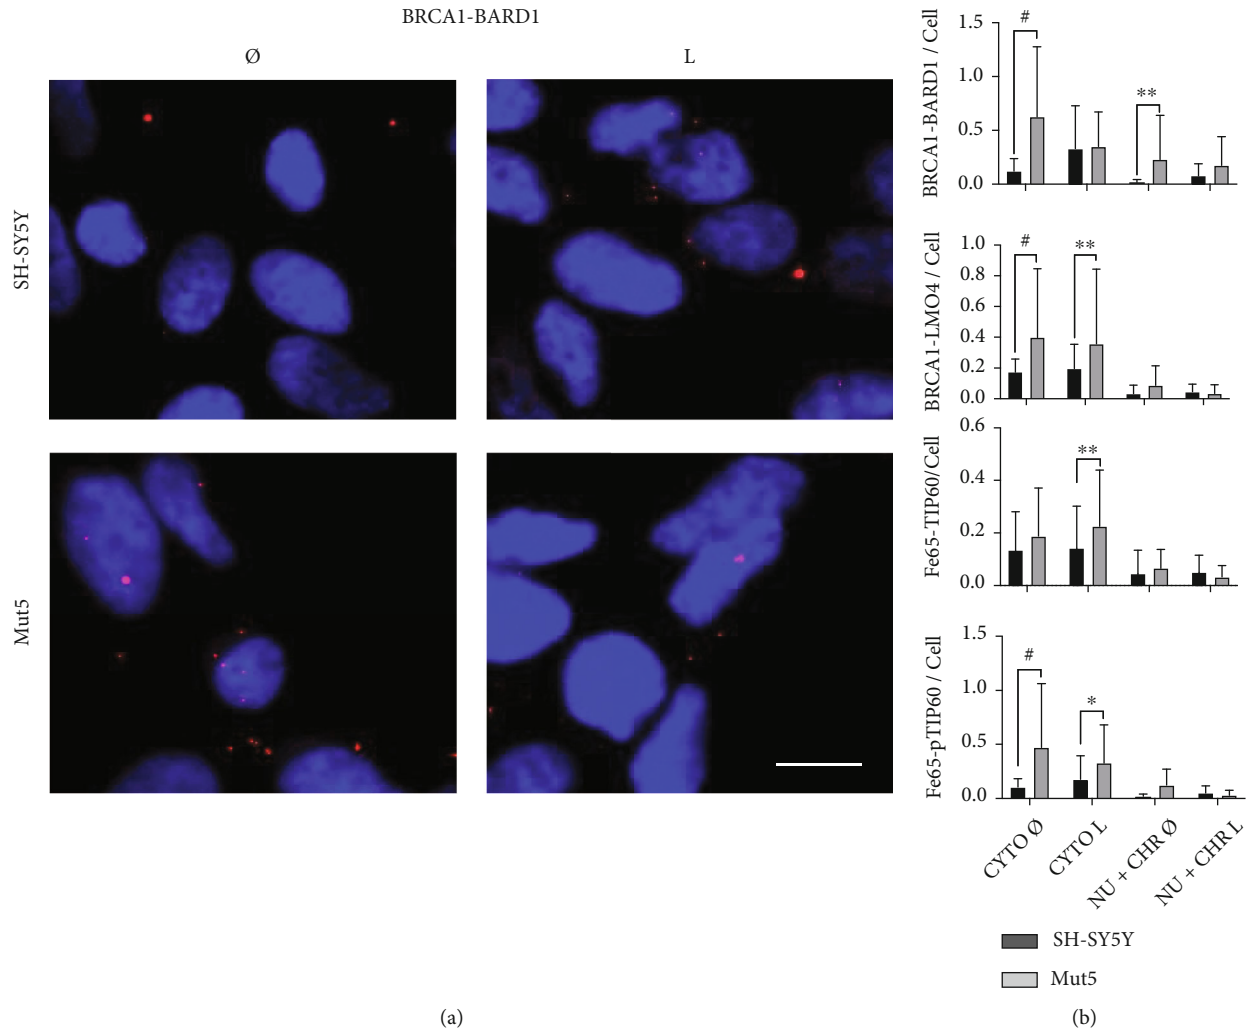 BRCA1-BARD1
Ø
L
SH-SY5Y
Mut5
(a)
BRCA1-BARD1 / Cell
1.5
1.0
0.5
0.0
#
**
BRCA1-LMO4 / Cell
1.0
0.8
0.6
0.4
0.2
0.0
#
**
Fe65-TIP60/Cell
0.6
0.4
0.2
0.0
**
Fe65-pTIP60 / Cell
1.5
1.0
0.5
0.0
#
*
CYTO Ø
CYTO L
NU + CHR Ø
NU + CHR L
SH-SY5Y
Mut5
(b)